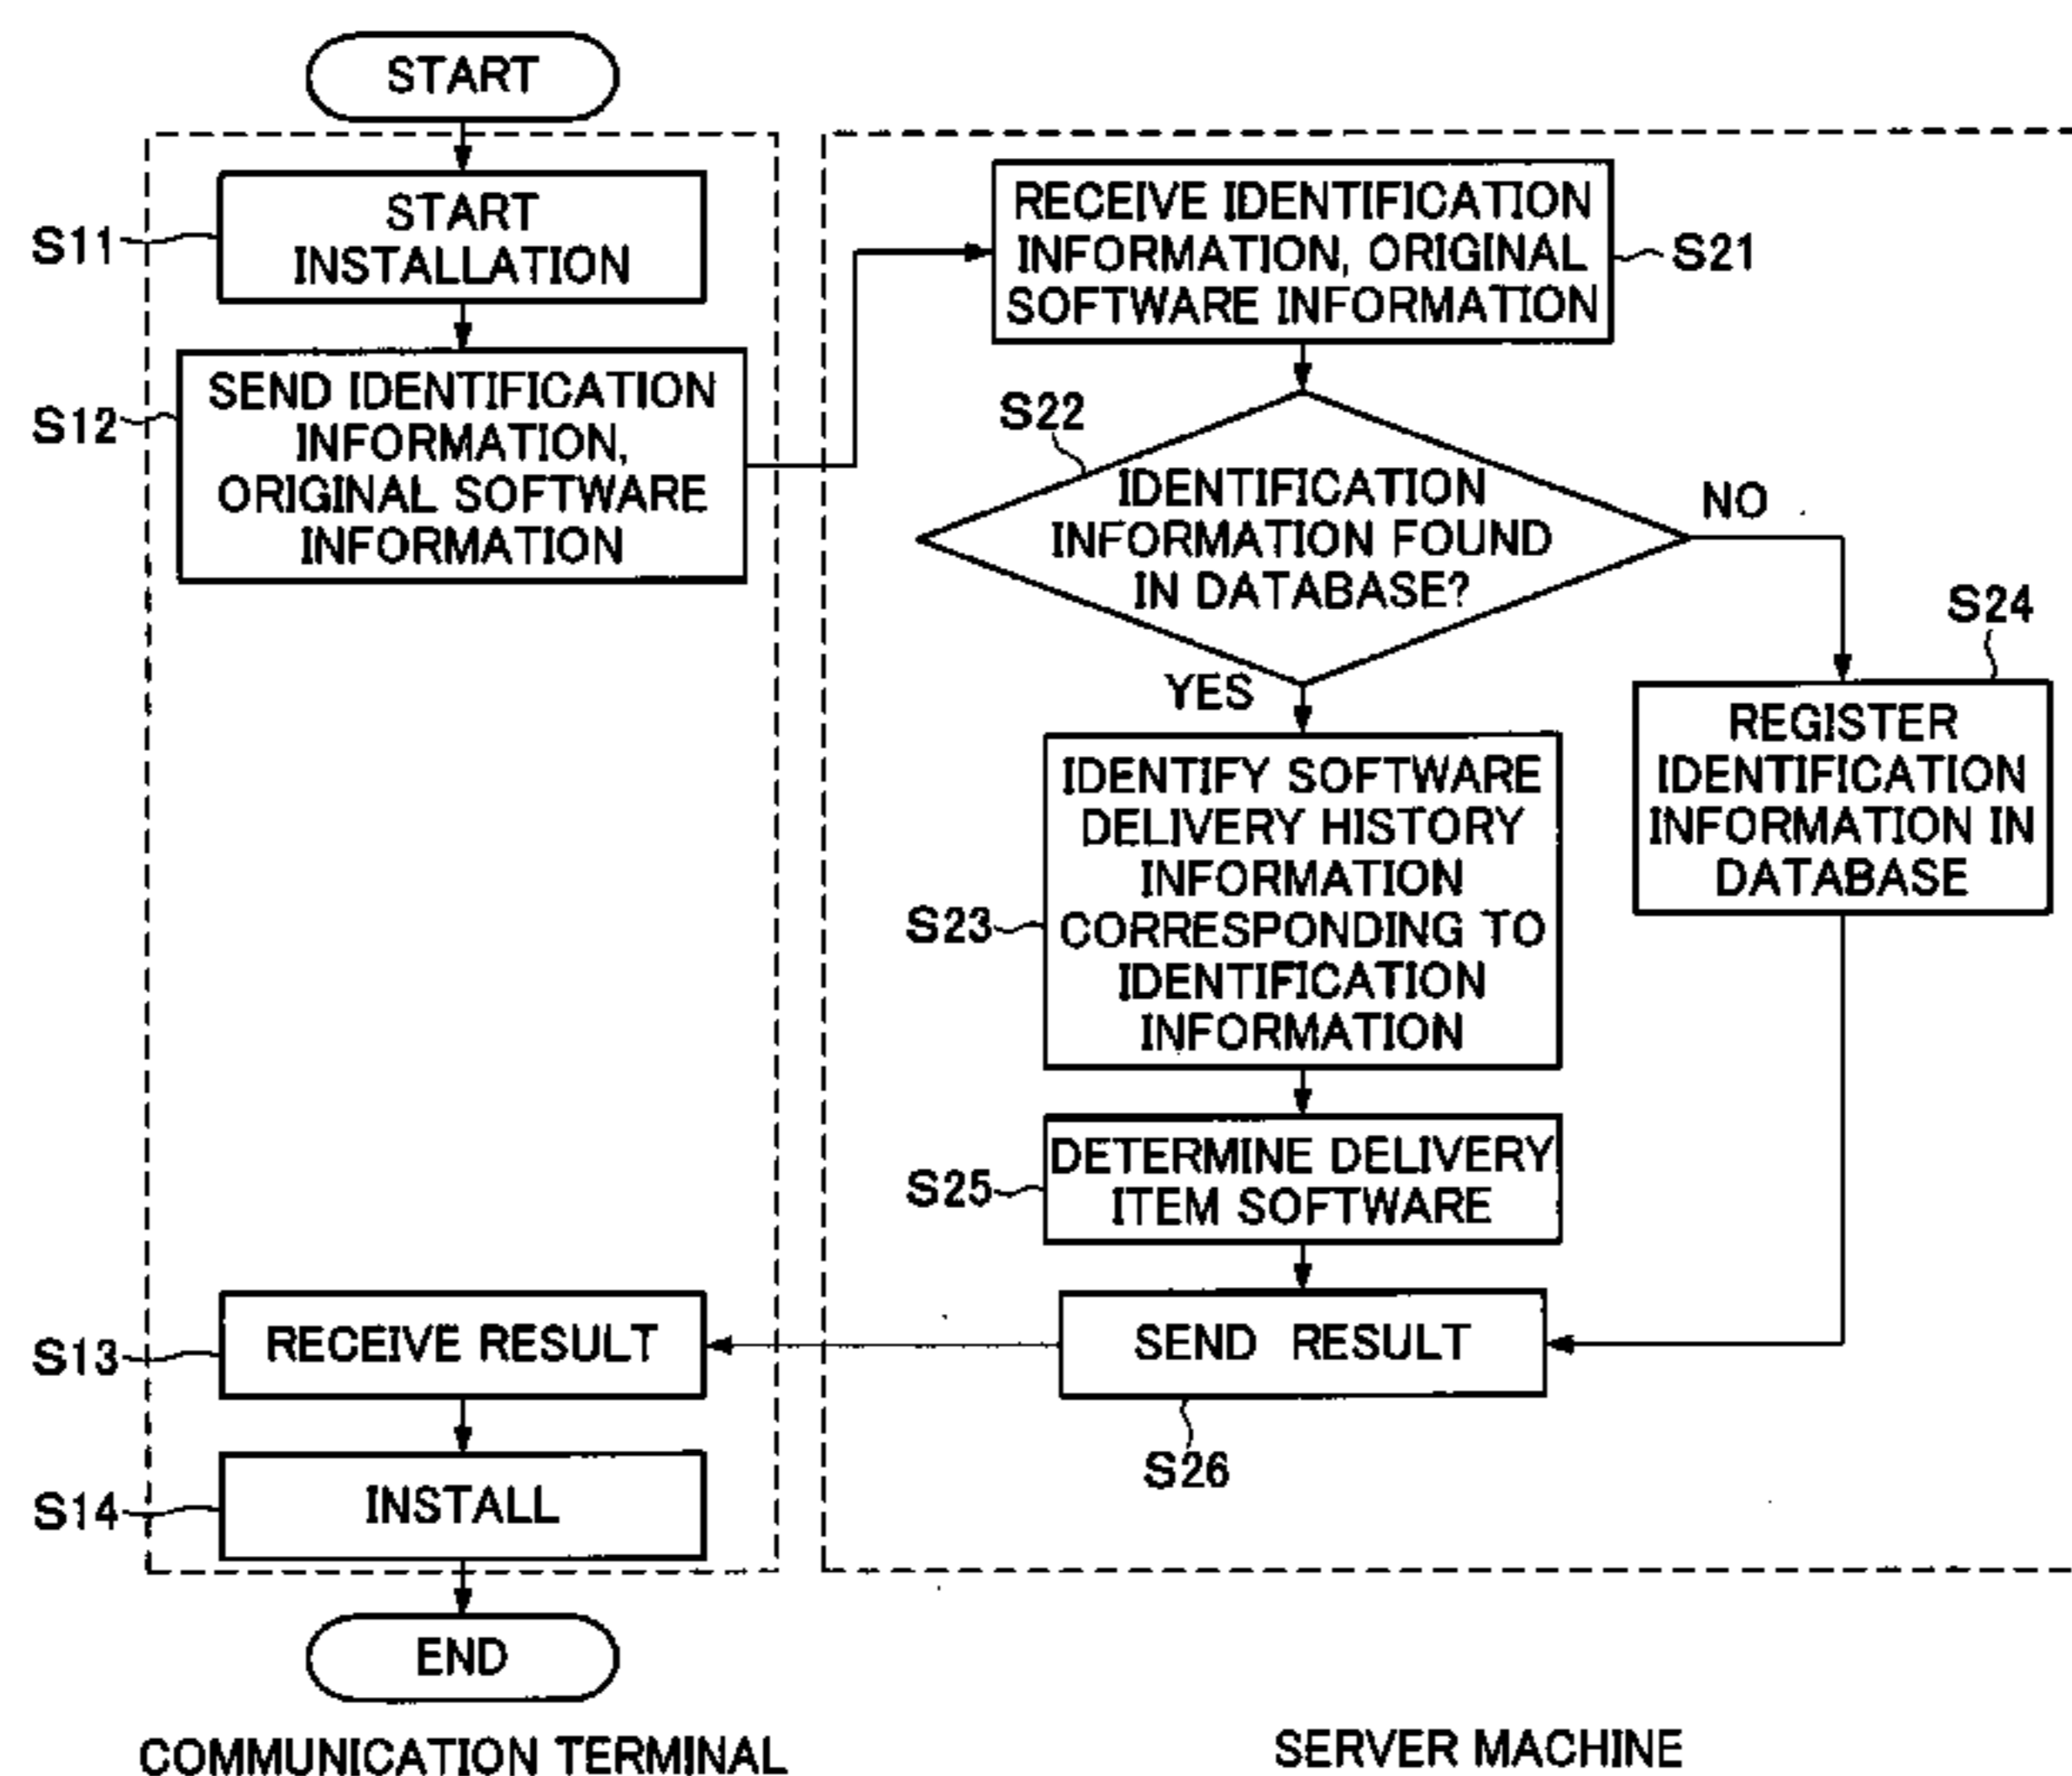 START
S11
START
INSTALLATION
S12
SEND IDENTIFICATION
INFORMATION,
ORIGINAL SOFTWARE
INFORMATION
RECEIVE IDENTIFICATION
INFORMATION, ORIGINAL
SOFTWARE INFORMATION
S21
S22
IDENTIFICATION
INFORMATION FOUND
IN DATABASE?
NO
YES
S24
REGISTER
IDENTIFICATION
INFORMATION IN
DATABASE
IDENTIFY SOFTWARE
DELIVERY HISTORY
INFORMATION
CORRESPONDING TO
IDENTIFICATION
INFORMATION
S23
DETERMINE DELIVERY
ITEM SOFTWARE
S25
SEND RESULT
S26
S13
RECEIVE RESULT
S14
INSTALL
END
COMMUNICATION TERMINAL
SERVER MACHINE